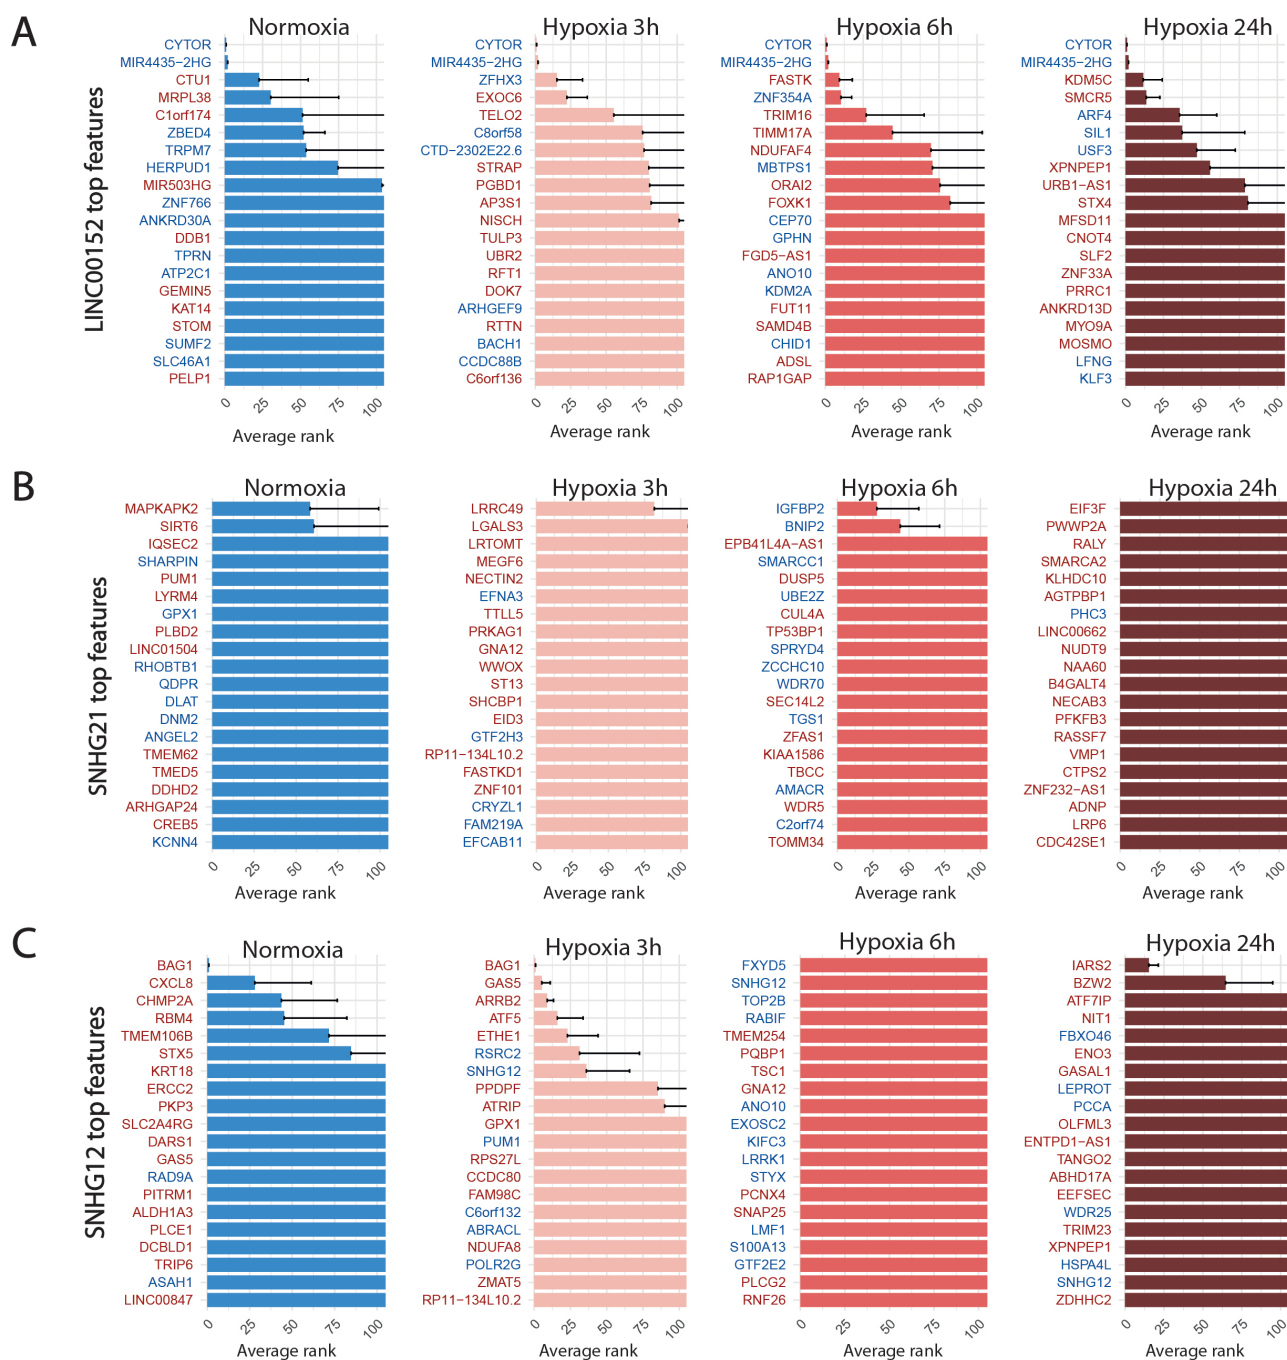 A
LINC00152 top features
Normoxia
CYTOR
MIR4435−2HG
CTU1
MRPL38
C1orf174
ZBED4
TRPM7
HERPUD1
MIR503HG
ZNF766
ANKRD30A
DDB1
TPRN
ATP2C1
GEMIN5
KAT14
STOM
SUMF2
SLC46A1
PELP1
0 25 50 75 100
Average rank
Hypoxia 3h
CYTOR
MIR4435−2HG
ZFHX3
EXOC6
TELO2
C8orf58
CTD−2302E22.6
STRAP
PGBD1
AP3S1
NISCH
TULP3
UBR2
RFT1
DOK7
ARHGEF9
RTTN
BACH1
CCDC88B
C6orf136
0 25 50 75 100
Average rank
Hypoxia 6h
CYTOR
MIR4435−2HG
FASTK
ZNF354A
TRIM16
TIMM17A
NDUFAF4
MBTPS1
ORAI2
FOXK1
CEP70
GPHN
FGD5−AS1
ANO10
KDM2A
FUT11
SAMD4B
CHID1
ADSL
RAP1GAP
0 25 50 75 100
Average rank
Hypoxia 24h
CYTOR
MIR4435−2HG
KDM5C
SMCR5
ARF4
SIL1
USF3
XPNPEP1
URB1−AS1
STX4
MFSD11
CNOT4
SLF2
ZNF33A
PRRC1
ANKRD13D
MYO9A
MOSMO
LFNG
KLF3
0 25 50 75 100
Average rank
B
SNHG21 top features
Normoxia
MAPKAPK2
SIRT6
IQSEC2
SHARPIN
PUM1
LYRM4
GPX1
PLBD2
LINC01504
RHOBTB1
QDPR
DLAT
DNM2
ANGEL2
TMEM62
TMED5
DDHD2
ARHGAP24
CREB5
KCNN4
0 25 50 75 100
Average rank
Hypoxia 3h
LRRC49
LGALS3
LRTOMT
MEGF6
NECTIN2
EFNA3
TTLL5
PRKAG1
GNA12
WWOX
ST13
SHCBP1
EID3
GTF2H3
RP11−134L10.2
FASTKD1
ZNF101
CRYZL1
FAM219A
EFCAB11
0 25 50 75 100
Average rank
Hypoxia 6h
IGFBP2
BNIP2
EPB41L4A−AS1
SMARCC1
DUSP5
UBE2Z
CUL4A
TP53BP1
SPRYD4
ZCCHC10
WDR70
SEC14L2
TGS1
ZFAS1
KIAA1586
TBCC
AMACR
WDR5
C2orf74
TOMM34
0 25 50 75 100
Average rank
Hypoxia 24h
EIF3F
PWWP2A
RALY
SMARCA2
KLHDC10
AGTPBP1
PHC3
LINC00662
NUDT9
NAA60
B4GALT4
NECAB3
PFKFB3
RASSF7
VMP1
CTPS2
ZNF232−AS1
ADNP
LRP6
CDC42SE1
0 25 50 75 100
Average rank
C
SNHG12 top features
Normoxia
BAG1
CXCL8
CHMP2A
RBM4
TMEM106B
STX5
KRT18
ERCC2
PKP3
SLC2A4RG
DARS1
GAS5
RAD9A
PITRM1
ALDH1A3
PLCE1
DCBLD1
TRIP6
ASAH1
LINC00847
0 25 50 75 100
Average rank
Hypoxia 3h
BAG1
GAS5
ARRB2
ATF5
ETHE1
RSRC2
SNHG12
PPDPF
ATRIP
GPX1
PUM1
RPS27L
CCDC80
FAM98C
C6orf132
ABRACL
NDUFA8
POLR2G
ZMAT5
RP11−134L10.2
0 25 50 75 100
Average rank
Hypoxia 6h
FXYD5
SNHG12
TOP2B
RABIF
TMEM254
PQBP1
TSC1
GNA12
ANO10
EXOSC2
KIFC3
LRRK1
STYX
PCNX4
SNAP25
LMF1
S100A13
GTF2E2
PLCG2
RNF26
0 25 50 75 100
Average rank
Hypoxia 24h
IARS2
BZW2
ATF7IP
NIT1
FBXO46
ENO3
GASAL1
LEPROT
PCCA
OLFML3
ENTPD1−AS1
TANGO2
ABHD17A
EEFSEC
WDR25
TRIM23
XPNPEP1
HSPA4L
SNHG12
ZDHHC2
0 25 50 75 100
Average rank